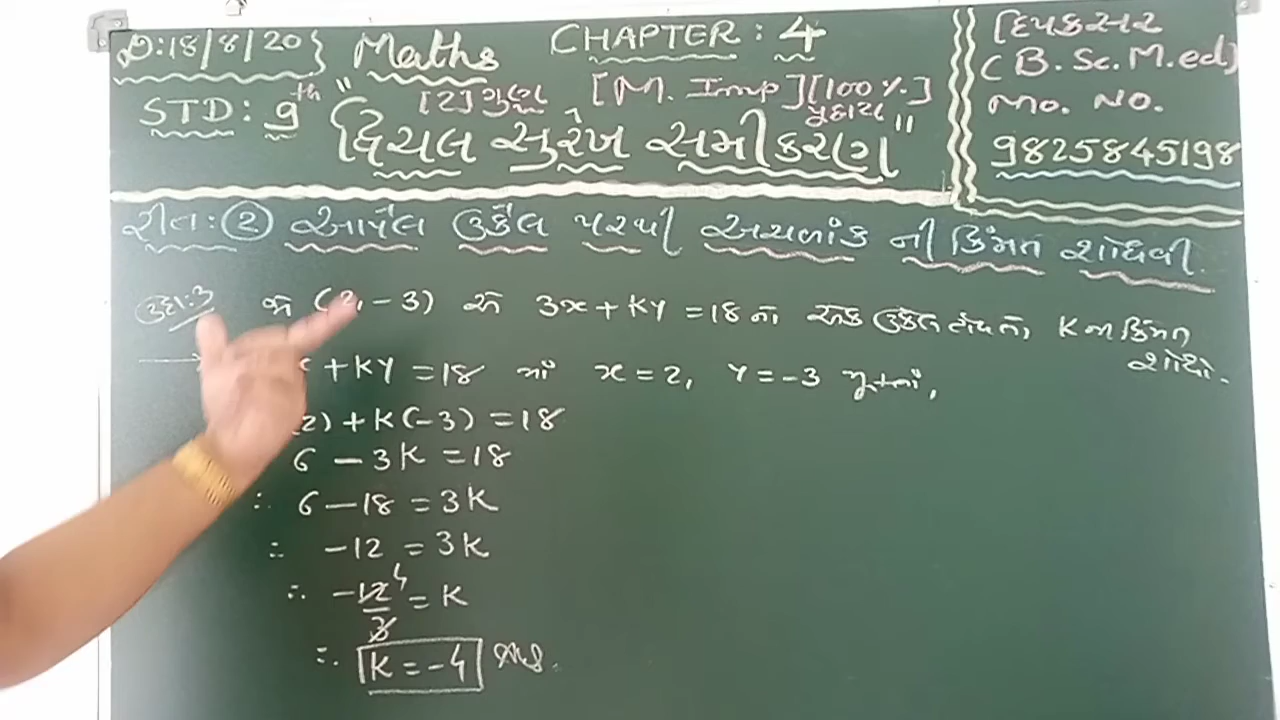 D:18/8/20 Maths CHAPTER : 4
STD: 9th [2] ગુણ [M. Imp] [100 %.]
"દ્વિચલ સુરેખ સમીકરણ"
દિપકસર
(B. Sc. M.ed)
Mo. No.
9825845198
રીત: ② આપેલ ઉકેલ પરથી અચળાંક ની કિંમત શોધવી.
ઉદા:3 જો (2, -3) એ 3x + Ky = 18 નો એક ઉકેલ હોય તો, K ની કિંમત
શોધો.
+ Ky = 18 માં x = 2, y = -3 મૂકતાં,
2) + K(-3) = 18
6 - 3K = 18
∴ 6 - 18 = 3K
∴ -12 = 3K
∴ -12/3 4 = K
∴ K = -4 Ans.